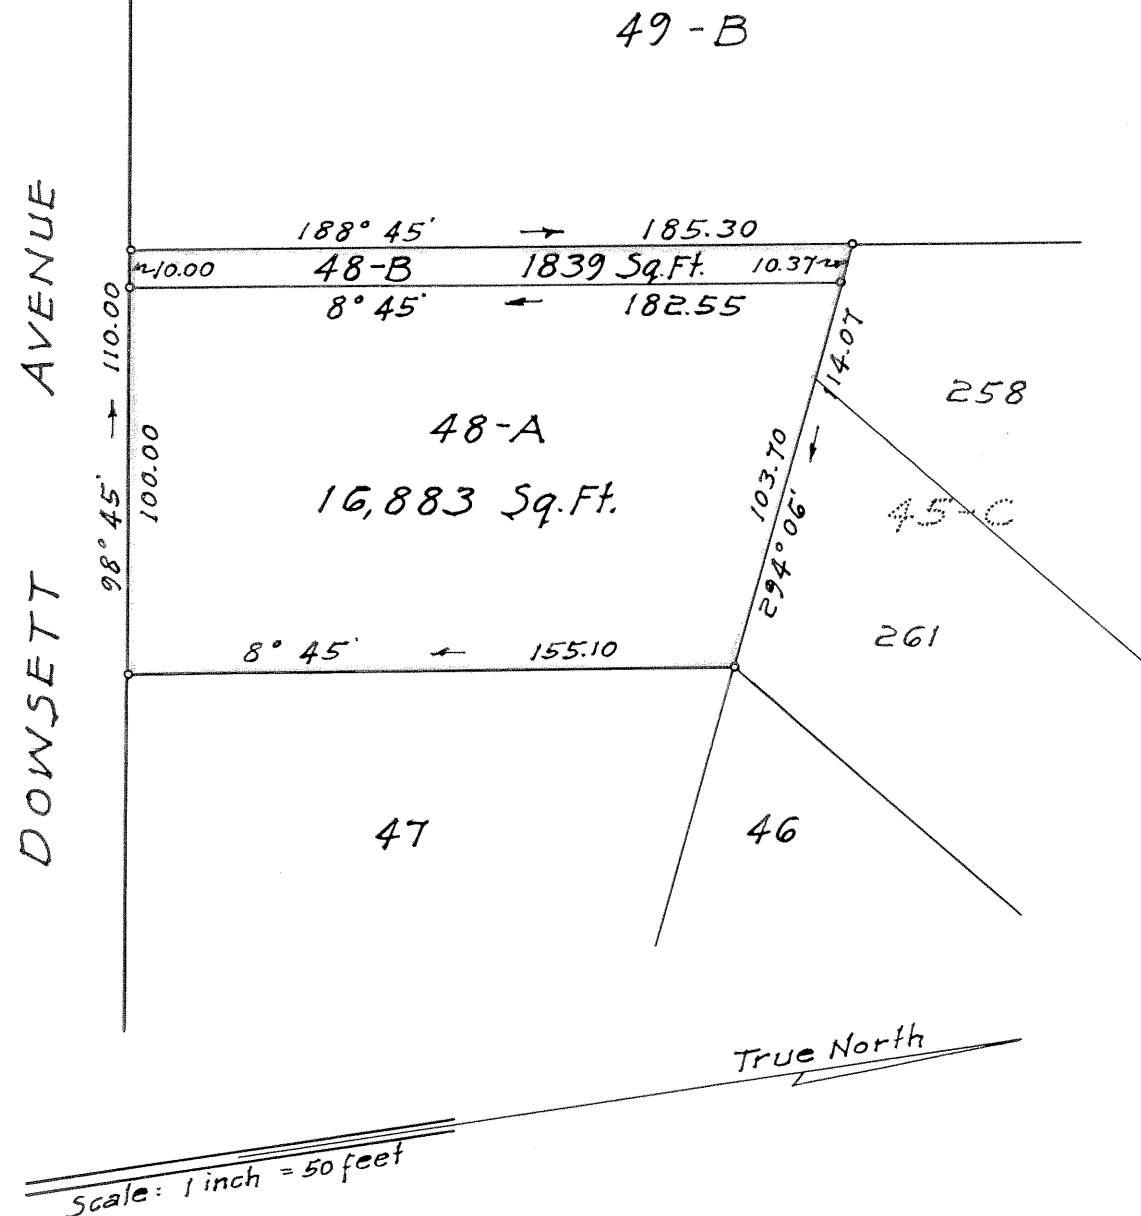 49-B
188° 45' 185.30
10.00 48-B 1839 Sq.Ft. 10.37
8° 45' 182.55
DOWSETT AVENUE
98° 45' 110.00
100.00
114.07
103.70
294° 06'
258
48-A
16,883 Sq.Ft.
45-C
261
8° 45' 155.10
47
46
True North
Scale: 1 inch = 50 feet